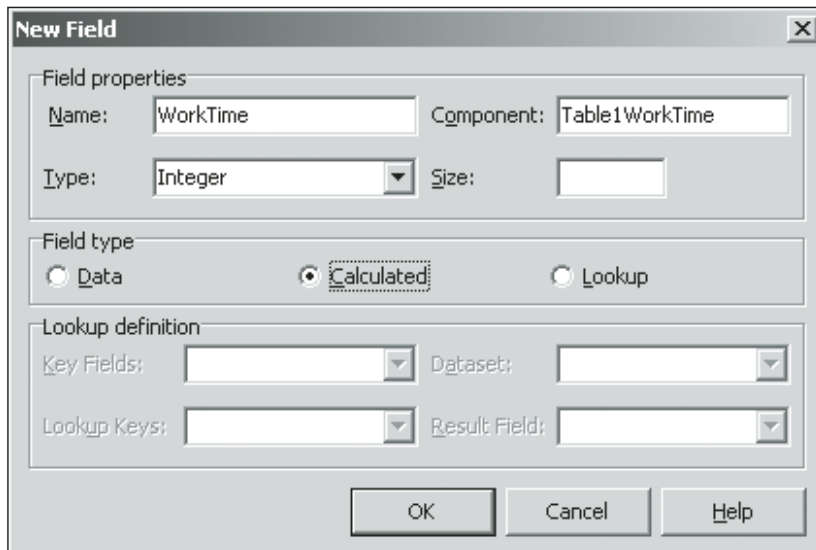 New Field
Field properties
Name: WorkTime Component: Table1WorkTime
Type: Integer Size:
Field type
Data Calculated Lookup
Lookup definition
Key Fields: Dataset:
Lookup Keys: Result Field:
OK Cancel Help